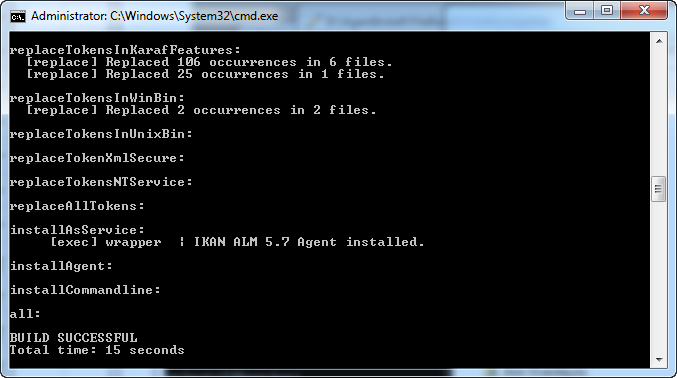 Administrator: C:\Windows\System32\cmd.exe
replaceTokensInKarafFeatures:
[replace] Replaced 106 occurrences in 6 files.
[replace] Replaced 25 occurrences in 1 files.
replaceTokensInWinBin:
[replace] Replaced 2 occurrences in 2 files.
replaceTokensInUnixBin:
replaceTokenXmlSecure:
replaceTokensNTService:
replaceAllTokens:
installAsService:
[exec] wrapper  | IKAN ALM 5.7 Agent installed.
installAgent:
installCommandline:
all:
BUILD SUCCESSFUL
Total time: 15 seconds